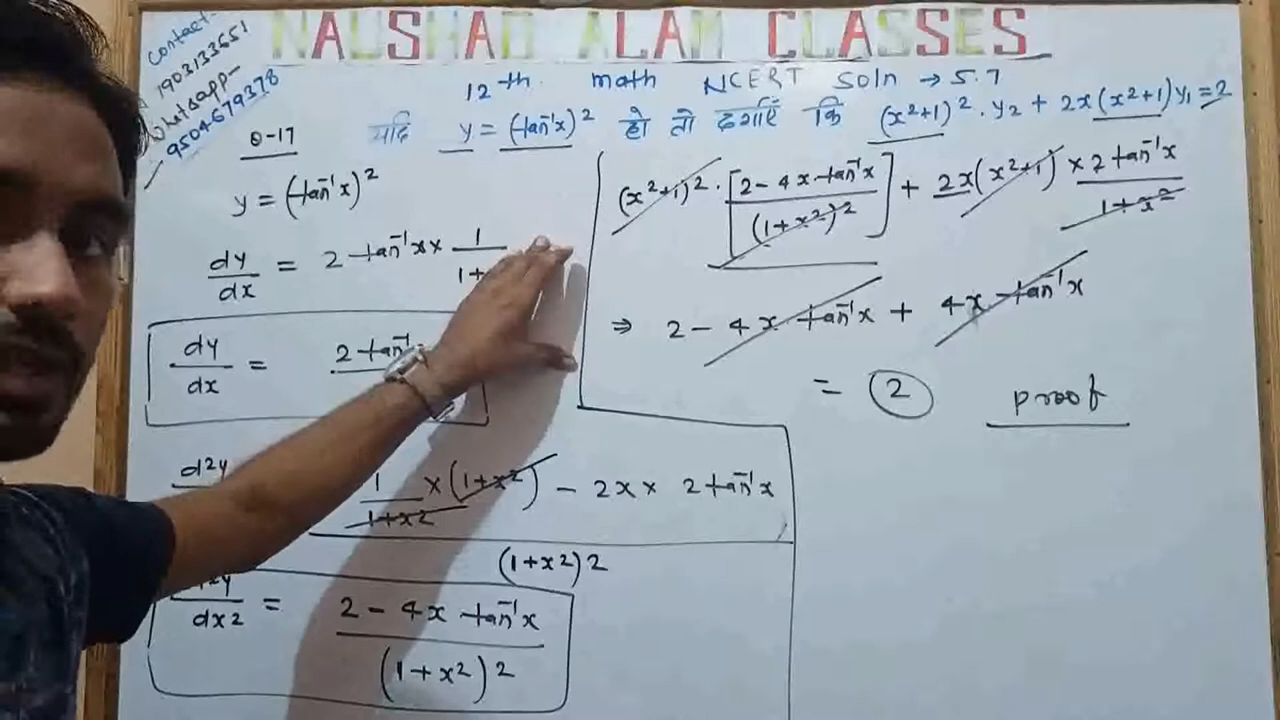 NAUSHAD ALAM CLASSES
Contact-
7903133651
Whatsapp-
9504679378
12th math NCERT Soln → 5.7
Q-17 यदि y = (tan⁻¹x)² हो तो दर्शाएं कि (x²+1)². y₂ + 2x(x²+1)y₁ = 2
y = (tan⁻¹x)²
dy/dx = 2 tan⁻¹x × 1/1+
dy/dx = 2 tan⁻¹
d²y 1/1+x² × (1+x²) - 2x × 2 tan⁻¹x
(1+x²)2
d²y/dx2 = 2 - 4x tan⁻¹x/(1+x²)2
(x²+1)². [2 - 4x tan⁻¹x/(1+x²)²] + 2x(x²+1) × 2 tan⁻¹x/1+x²
⇒ 2 - 4x tan⁻¹x + 4x tan⁻¹x
= 2 proof